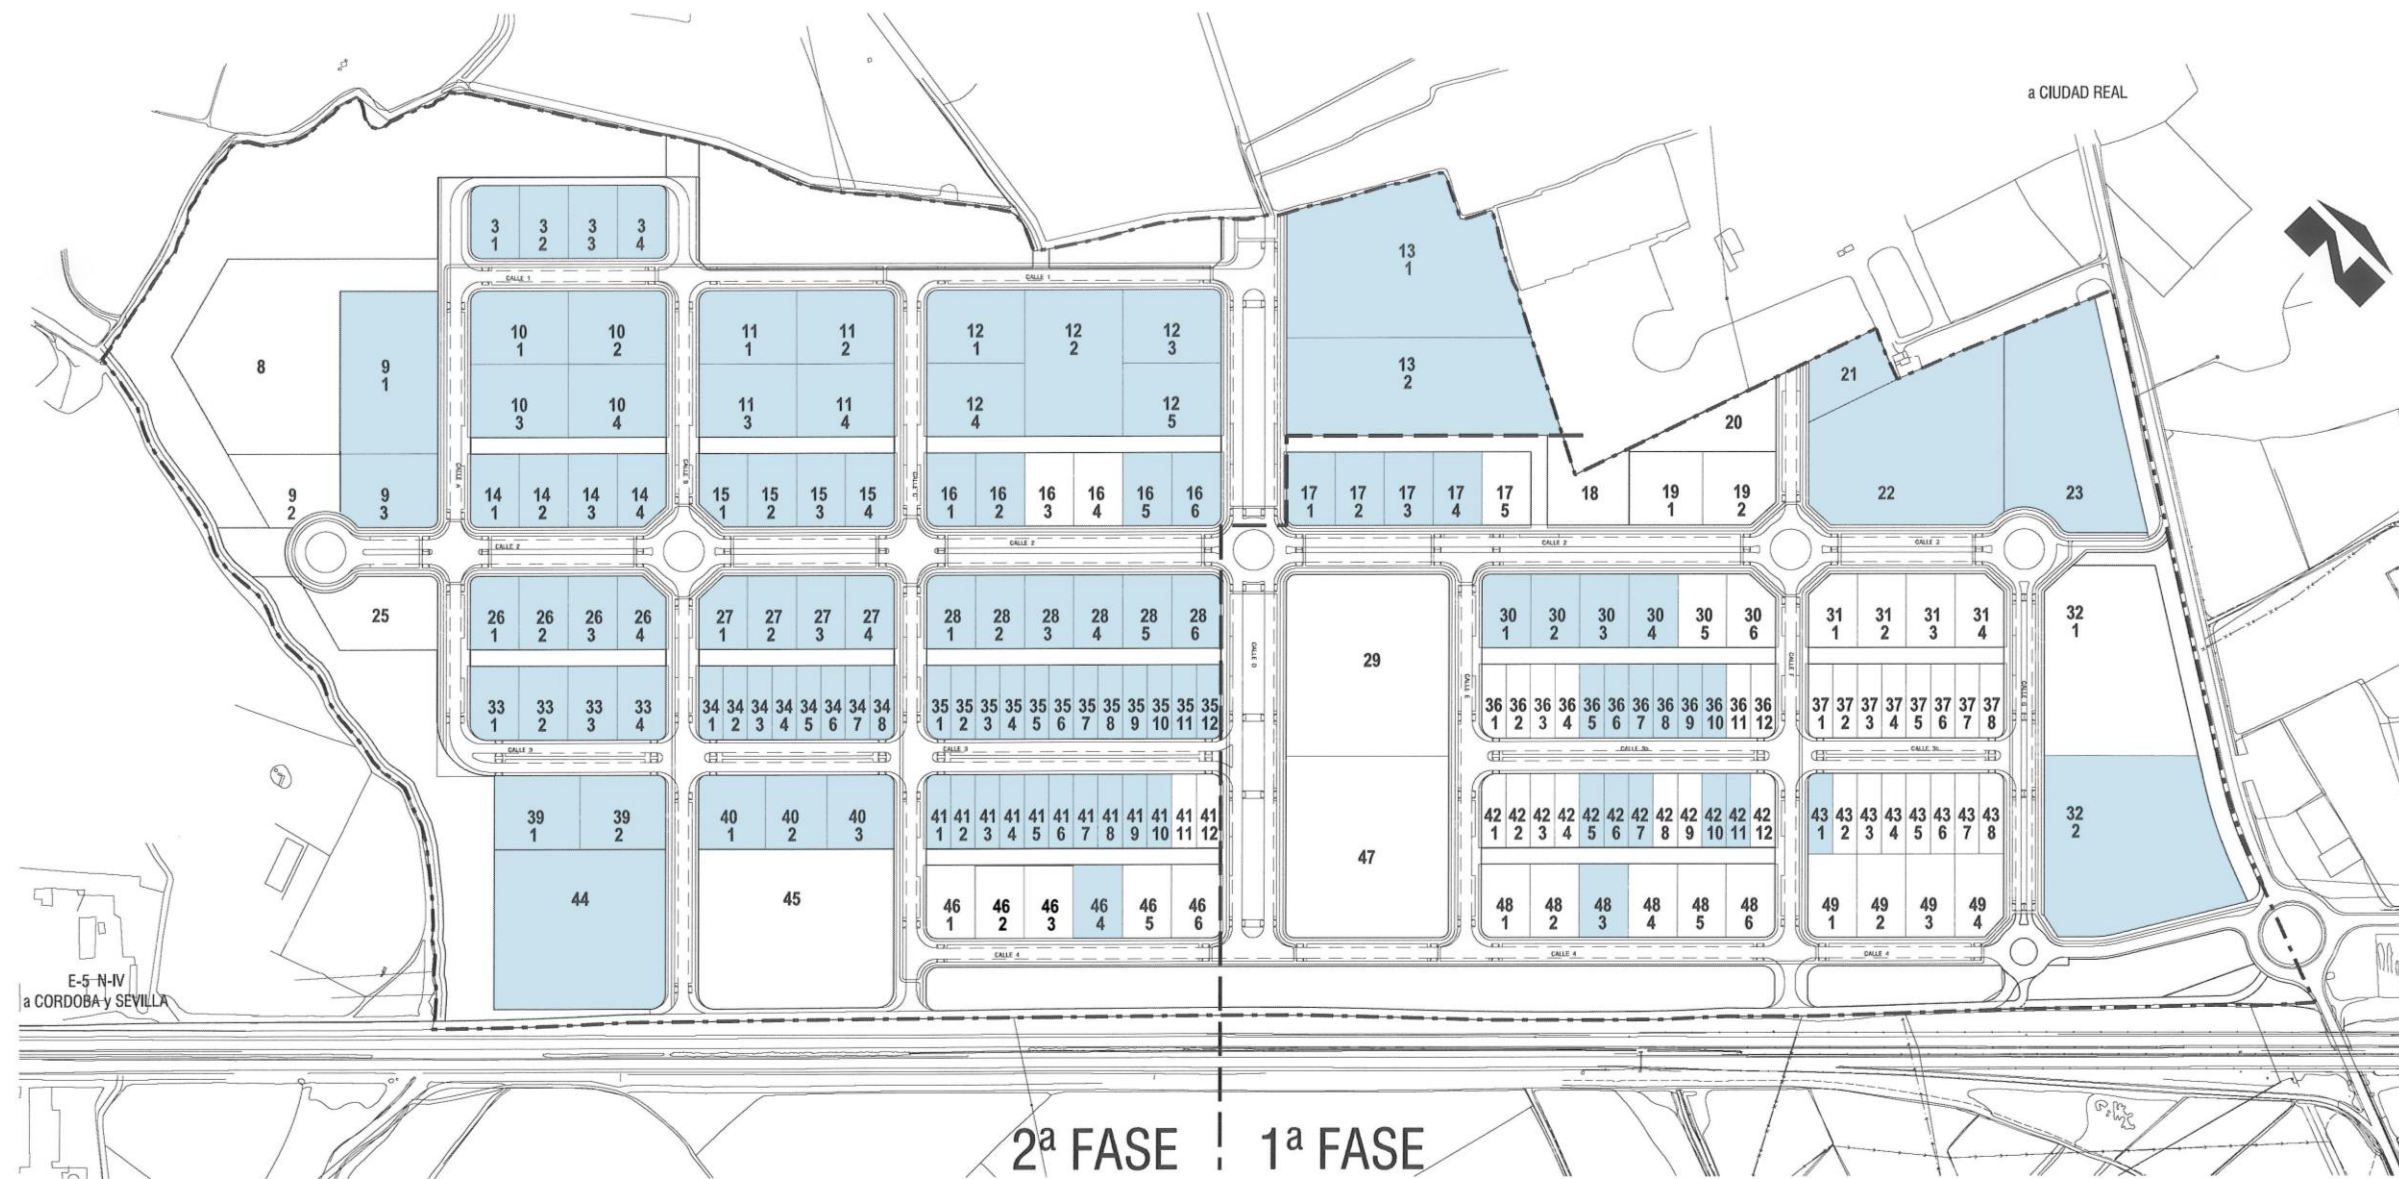 a CIUDAD REAL
3 3 3 3
1 2 3 4
CALLE 1 CALLE 1
13
1
10 10 11 11 12 12 12
1 2 1 2 1 2 3
13
2
8
9
1
21
10 10 11 11 12 12
3 4 3 4 4 5
20
9 9 14 14 14 14 15 15 15 15 16 16 16 16 16 16 17 17 17 17 17 18 19 19 22 23
2 3 1 2 3 4 1 2 3 4 1 2 3 4 5 6 1 2 3 4 5 1 2
CALLE A CALLE B CALLE C
CALLE 2 CALLE 2 CALLE 2 CALLE 2
25
26 26 26 26 27 27 27 27 28 28 28 28 28 28 30 30 30 30 30 30 31 31 31 31 32
1 2 3 4 1 2 3 4 1 2 3 4 5 6 1 2 3 4 5 6 1 2 3 4 1
29
CALLE D CALLE E CALLE F CALLE G
33 33 33 33 34 34 34 34 34 34 34 34 35 35 35 35 35 35 35 35 35 35 35 35 36 36 36 36 36 36 36 36 36 36 36 36 37 37 37 37 37 37 37 37
1 2 3 4 1 2 3 4 5 6 7 8 1 2 3 4 5 6 7 8 9 10 11 12 1 2 3 4 5 6 7 8 9 10 11 12 1 2 3 4 5 6 7 8
CALLE 3 CALLE 3 CALLE 3b CALLE 3b
39 39 40 40 40 41 41 41 41 41 41 41 41 41 41 41 41 42 42 42 42 42 42 42 42 42 42 42 42 43 43 43 43 43 43 43 43 32
1 2 1 2 3 1 2 3 4 5 6 7 8 9 10 11 12 1 2 3 4 5 6 7 8 9 10 11 12 1 2 3 4 5 6 7 8 2
47
44 45
46 46 46 46 46 46 48 48 48 48 48 48 49 49 49 49
1 2 3 4 5 6 1 2 3 4 5 6 1 2 3 4
CALLE 4 CALLE 4 CALLE 4
E-5 N-IV
a CORDOBA y SEVILLA
2ª FASE 1ª FASE